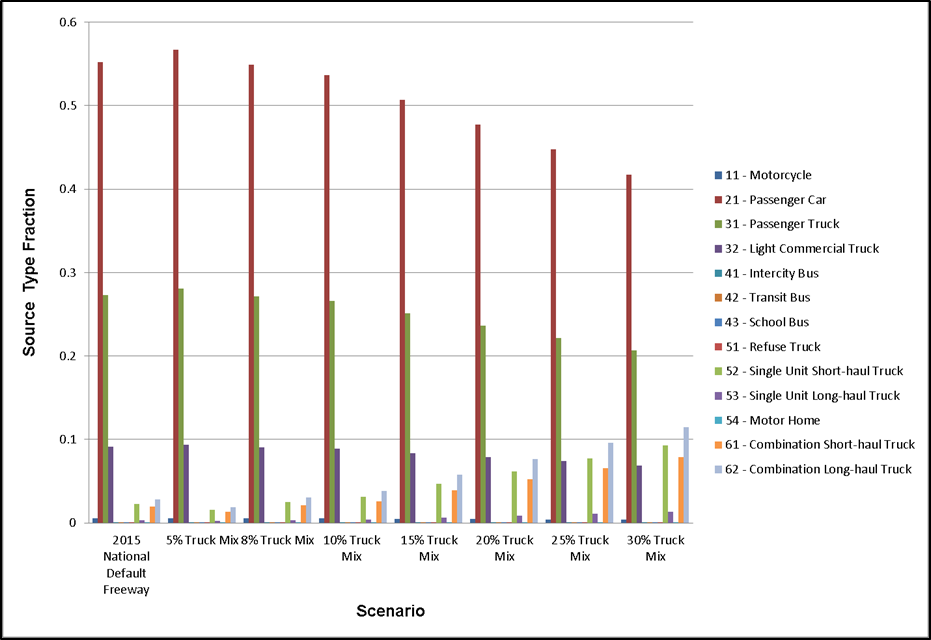 0.6
0.5
0.4
0.3
0.2
0.1
0
Source Type Fraction
2015
National
Default
Freeway
5% Truck Mix
8% Truck Mix
10% Truck
Mix
15% Truck
Mix
20% Truck
Mix
25% Truck
Mix
30% Truck
Mix
Scenario
11 - Motorcycle
21 - Passenger Car
31 - Passenger Truck
32 - Light Commercial Truck
41 - Intercity Bus
42 - Transit Bus
43 - School Bus
51 - Refuse Truck
52 - Single Unit Short-haul Truck
53 - Single Unit Long-haul Truck
54 - Motor Home
61 - Combination Short-haul Truck
62 - Combination Long-haul Truck